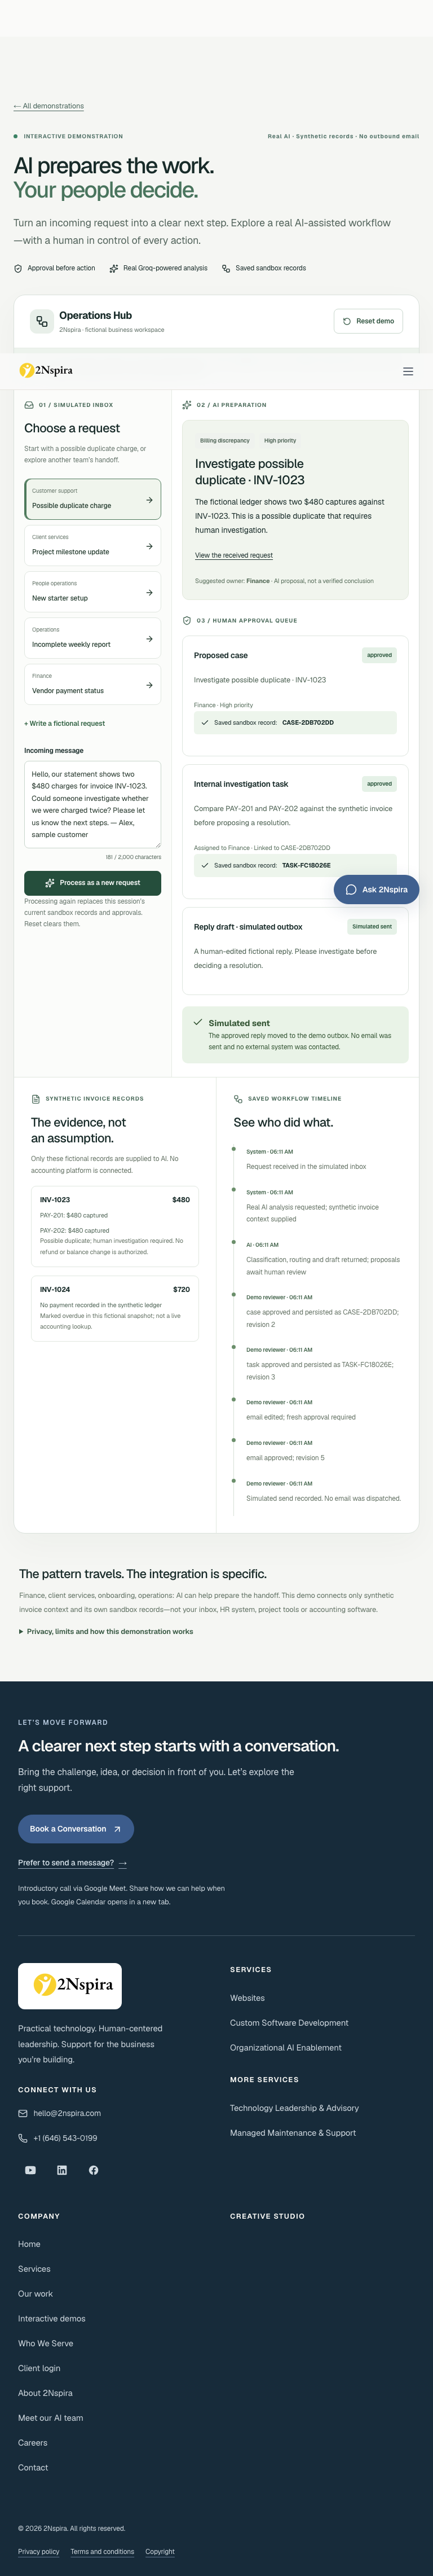 ← All demonstrations
INTERACTIVE DEMONSTRATION
Real AI · Synthetic records · No outbound email
AI prepares the work.
Your people decide.
Turn an incoming request into a clear next step. Explore a real AI-assisted workflow
—with a human in control of every action.
Approval before action
Real Groq-powered analysis
Saved sandbox records
Operations Hub
2Nspira · fictional business workspace
Reset demo
2Nspira
01 / SIMULATED INBOX
Choose a request
Start with a possible duplicate charge, or
explore another team's handoff.
Customer support
Possible duplicate charge
Client services
Project milestone update
People operations
New starter setup
Operations
Incomplete weekly report
Finance
Vendor payment status
+ Write a fictional request
Incoming message
Hello, our statement shows two
$480 charges for invoice INV-1023.
Could someone investigate whether
we were charged twice? Please let
us know the next steps. — Alex,
sample customer
181 / 2,000 characters
Process as a new request
Processing again replaces this session's
current sandbox records and approvals.
Reset clears them.
02 / AI PREPARATION
Billing discrepancy
High priority
Investigate possible
duplicate · INV-1023
The fictional ledger shows two $480 captures against
INV-1023. This is a possible duplicate that requires
human investigation.
View the received request
Suggested owner: Finance · AI proposal, not a verified conclusion
03 / HUMAN APPROVAL QUEUE
Proposed case
approved
Investigate possible duplicate · INV-1023
Finance · High priority
Saved sandbox record: CASE-2DB702DD
Internal investigation task
approved
Compare PAY-201 and PAY-202 against the synthetic invoice
before proposing a resolution.
Assigned to Finance · Linked to CASE-2DB702DD
Saved sandbox record: TASK-FC18026E
Ask 2Nspira
Reply draft · simulated outbox
Simulated sent
A human-edited fictional reply. Please investigate before
deciding a resolution.
Simulated sent
The approved reply moved to the demo outbox. No email was
sent and no external system was contacted.
SYNTHETIC INVOICE RECORDS
The evidence, not
an assumption.
Only these fictional records are supplied to AI. No
accounting platform is connected.
INV-1023
$480
PAY-201: $480 captured
PAY-202: $480 captured
Possible duplicate; human investigation required. No
refund or balance change is authorized.
INV-1024
$720
No payment recorded in the synthetic ledger
Marked overdue in this fictional snapshot; not a live
accounting lookup.
SAVED WORKFLOW TIMELINE
See who did what.
System · 06:11 AM
Request received in the simulated inbox
System · 06:11 AM
Real AI analysis requested; synthetic invoice
context supplied
AI · 06:11 AM
Classification, routing and draft returned; proposals
await human review
Demo reviewer · 06:11 AM
case approved and persisted as CASE-2DB702DD;
revision 2
Demo reviewer · 06:11 AM
task approved and persisted as TASK-FC18026E;
revision 3
Demo reviewer · 06:11 AM
email edited; fresh approval required
Demo reviewer · 06:11 AM
email approved; revision 5
Demo reviewer · 06:11 AM
Simulated send recorded. No email was dispatched.
The pattern travels. The integration is specific.
Finance, client services, onboarding, operations: AI can help prepare the handoff. This demo connects only synthetic
invoice context and its own sandbox records—not your inbox, HR system, project tools or accounting software.
Privacy, limits and how this demonstration works
LET'S MOVE FORWARD
A clearer next step starts with a conversation.
Bring the challenge, idea, or decision in front of you. Let's explore the
right support.
Book a Conversation
Prefer to send a message? →
Introductory call via Google Meet. Share how we can help when
you book. Google Calendar opens in a new tab.
2Nspira
Practical technology. Human-centered
leadership. Support for the business
you're building.
CONNECT WITH US
hello@2nspira.com
+1 (646) 543-0199
SERVICES
Websites
Custom Software Development
Organizational AI Enablement
MORE SERVICES
Technology Leadership & Advisory
Managed Maintenance & Support
COMPANY
Home
Services
Our work
Interactive demos
Who We Serve
Client login
About 2Nspira
Meet our AI team
Careers
Contact
CREATIVE STUDIO
© 2026 2Nspira. All rights reserved.
Privacy policy
Terms and conditions
Copyright